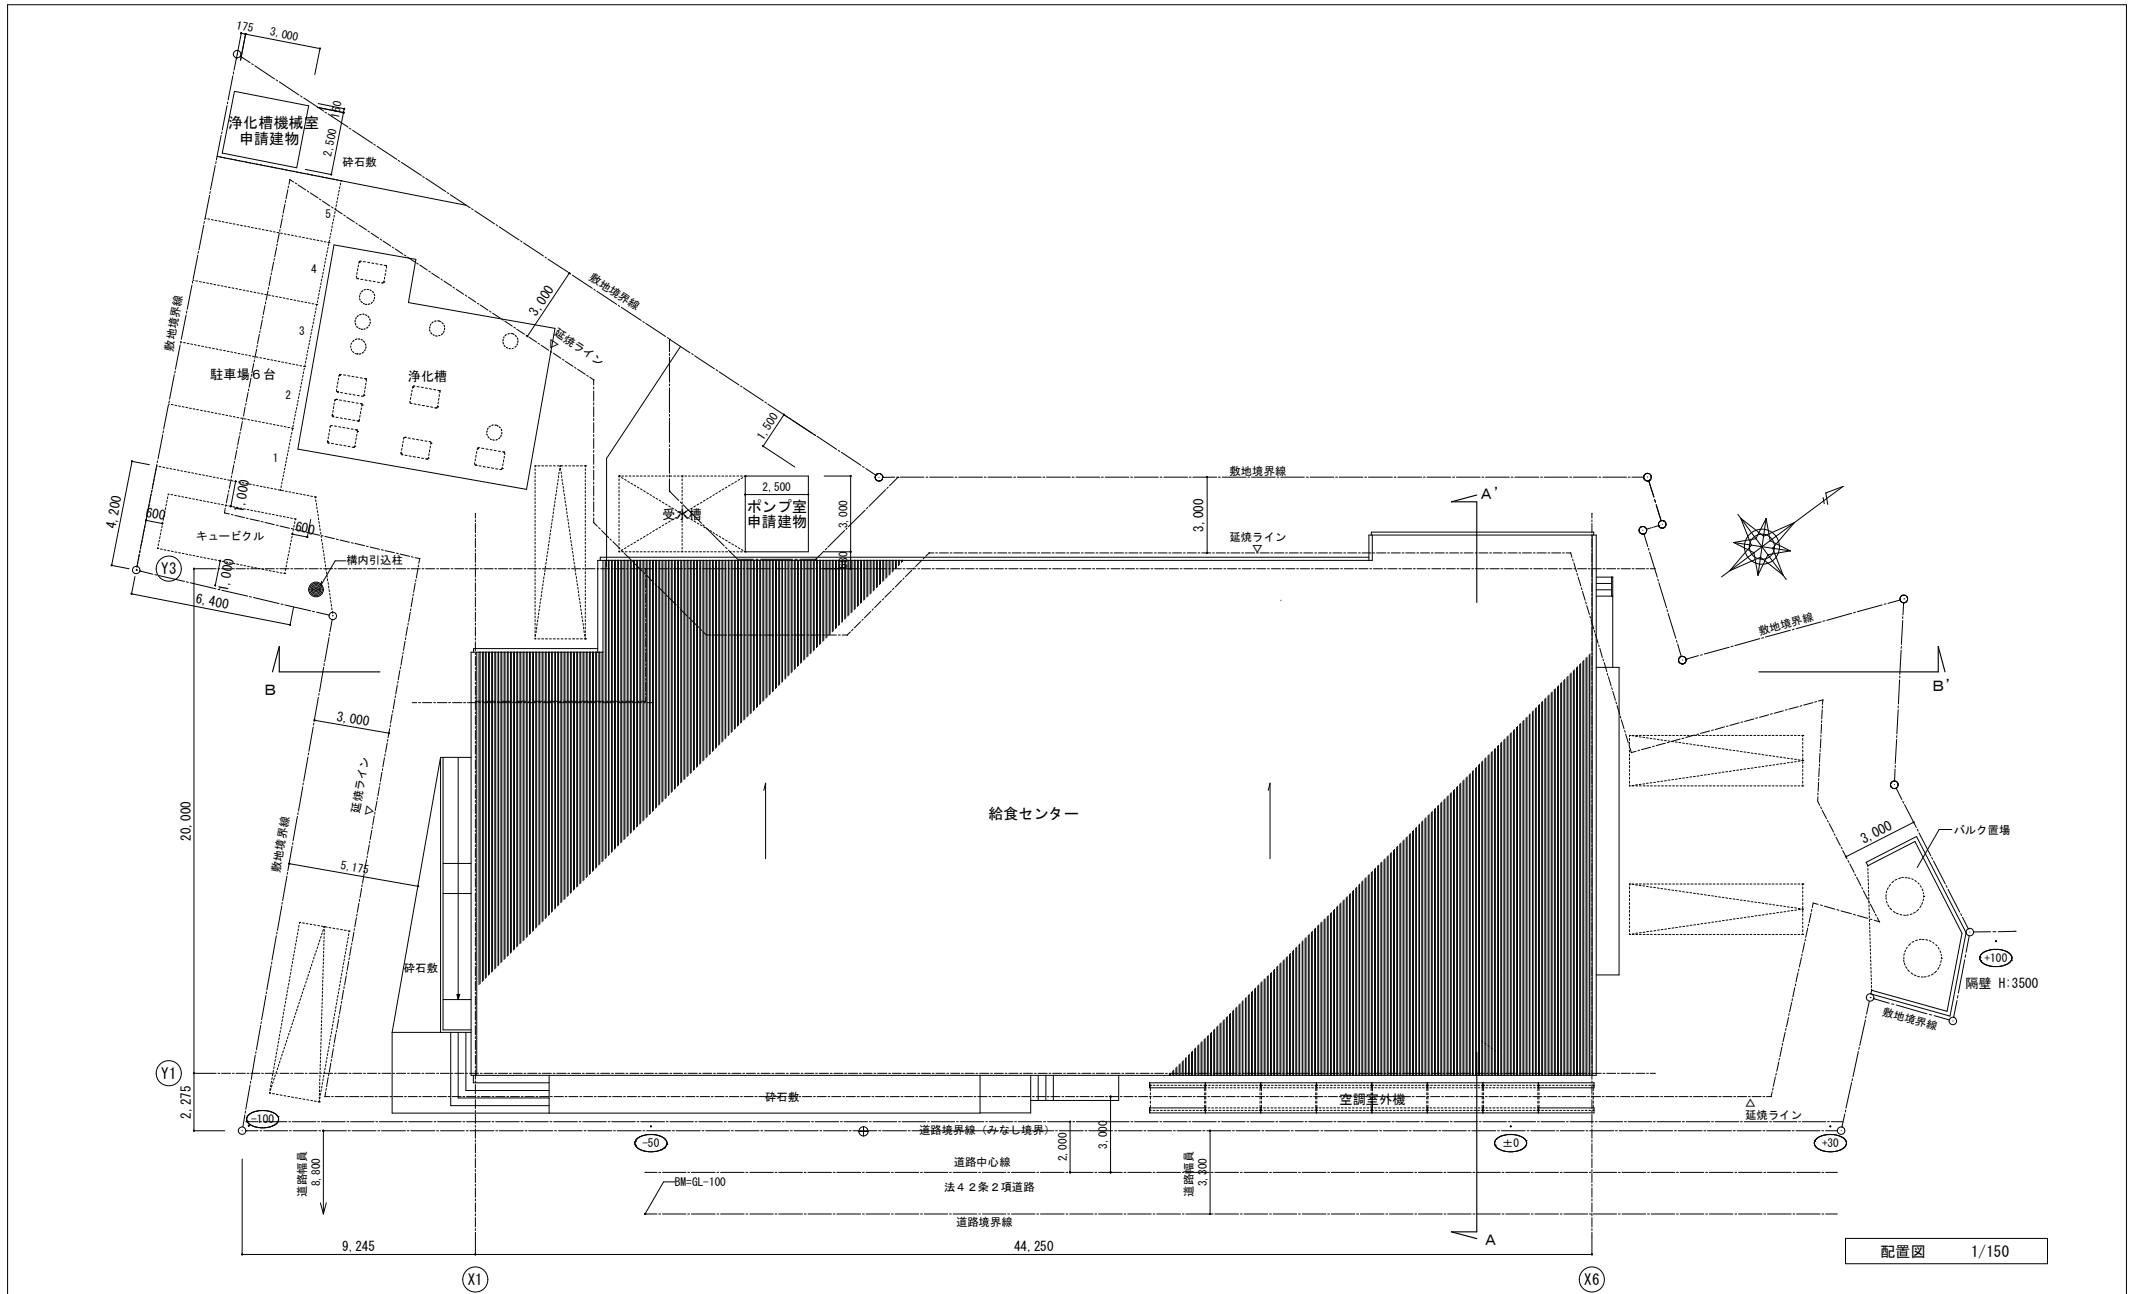 175
3,000
浄化槽機械室
申請建物
150
2,500
砕石敷
5
4
3
2
1
敷地境界線
駐車場6台
浄化槽
3,000
敷地境界線
延焼ライン
1,500
4,200
600
1,000
600
キュービクル
1,000
構内引込柱
6,400
Y3
受水槽
2,500
ポンプ室
申請建物
3,000
敷地境界線
3,000
延焼ライン
A'
敷地境界線
B
B'
3,000
延焼ライン
20,000
敷地境界線
5,175
給食センター
3,000
バルク置場
砕石敷
+100
隔壁 H:3500
敷地境界線
Y1
2,275
砕石敷
空調室外機
延焼ライン
-100
-50
道路境界線（みなし境界）
2,000
3,000
±0
+30
道路幅員
8,800
道路中心線
BM=GL-100
法42条2項道路
道路幅員
3,300
道路境界線
A
9,245
44,250
X1
X6
配置図 1/150